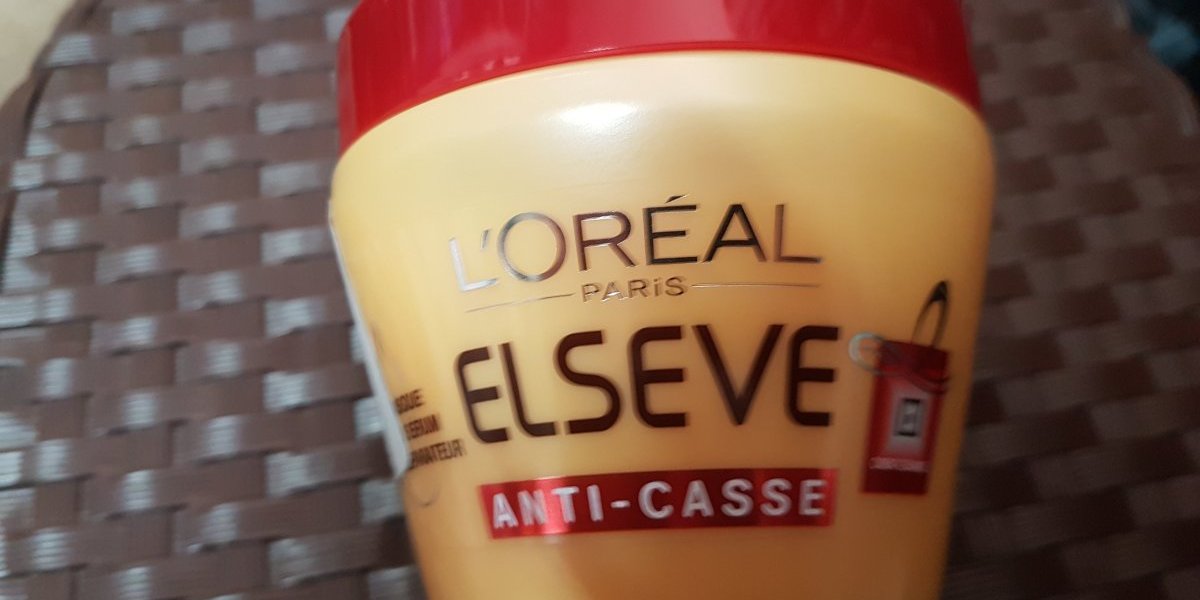 L'ORÉAL
PARiS
ELSEVE
ANTI-CASSE